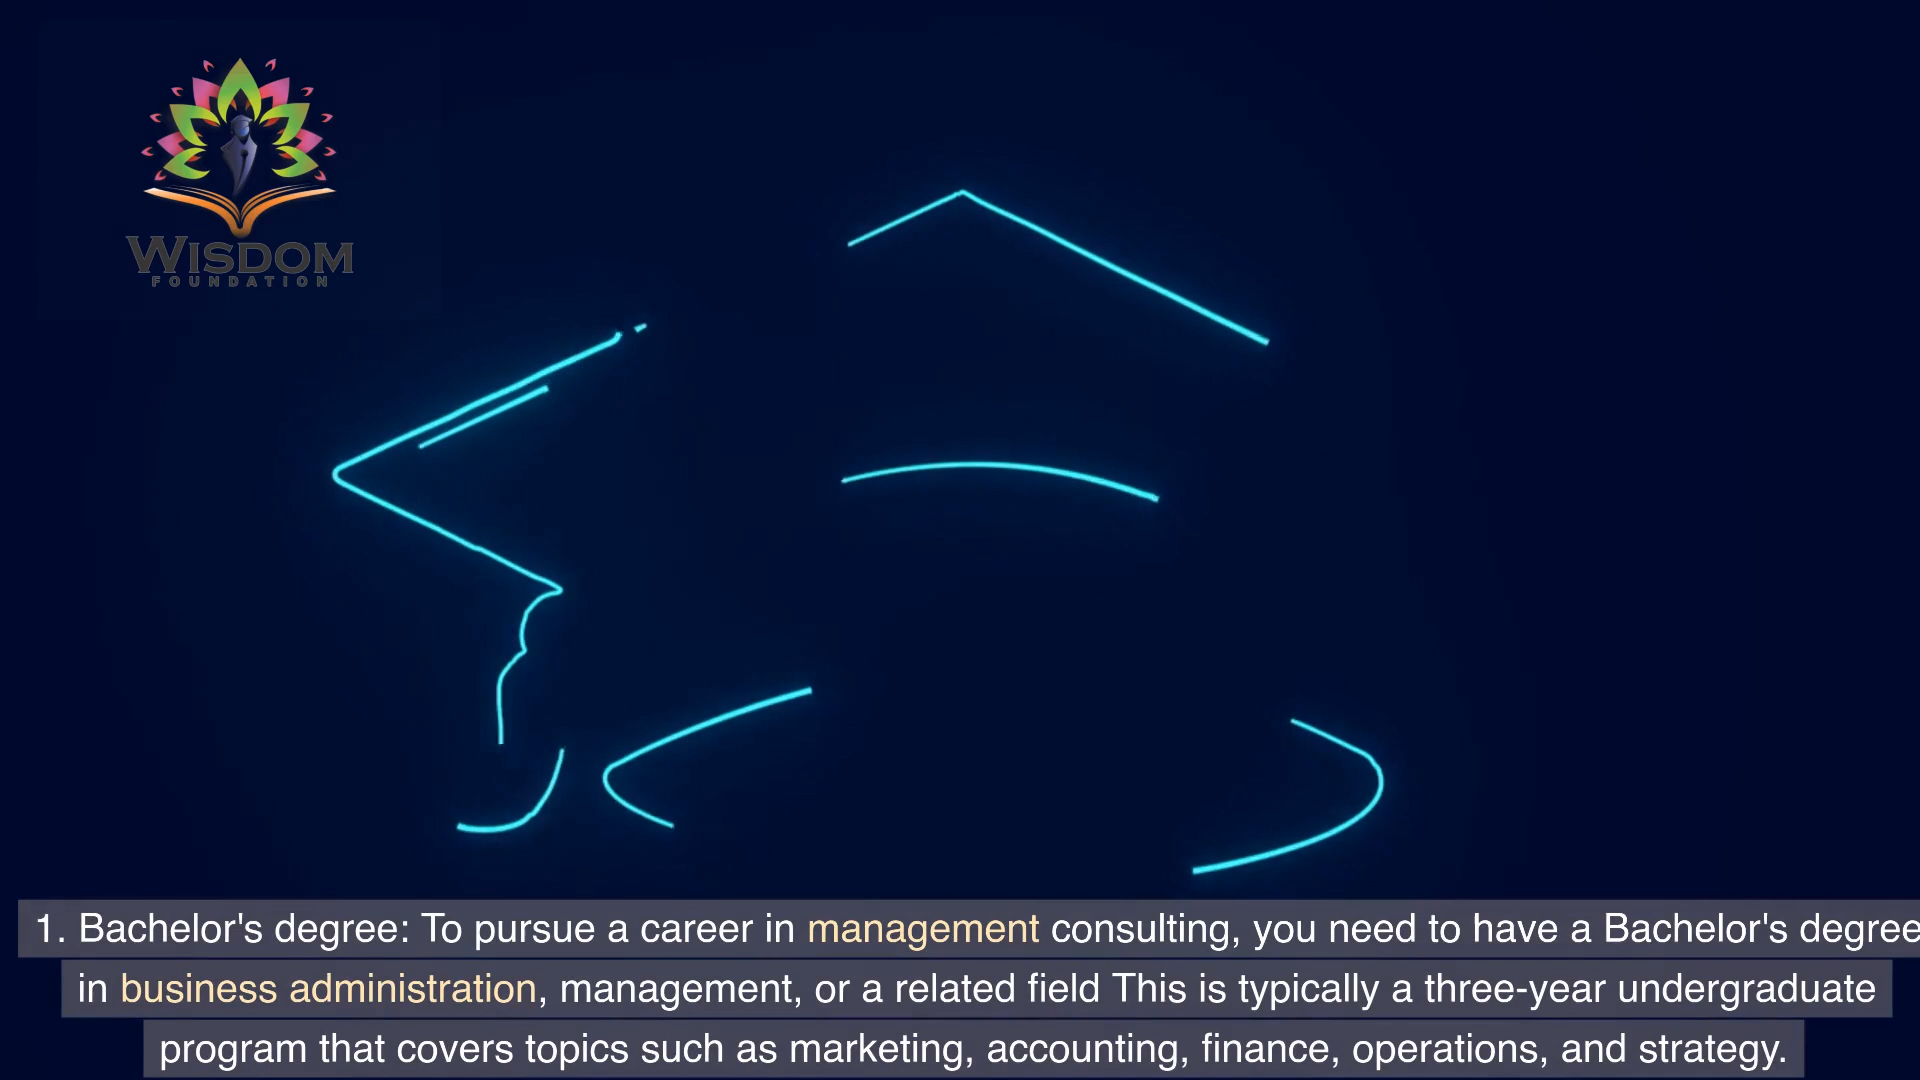 WISDOM
FOUNDATION
1. Bachelor's degree: To pursue a career in management consulting, you need to have a Bachelor's degree
in business administration, management, or a related field This is typically a three-year undergraduate
program that covers topics such as marketing, accounting, finance, operations, and strategy.